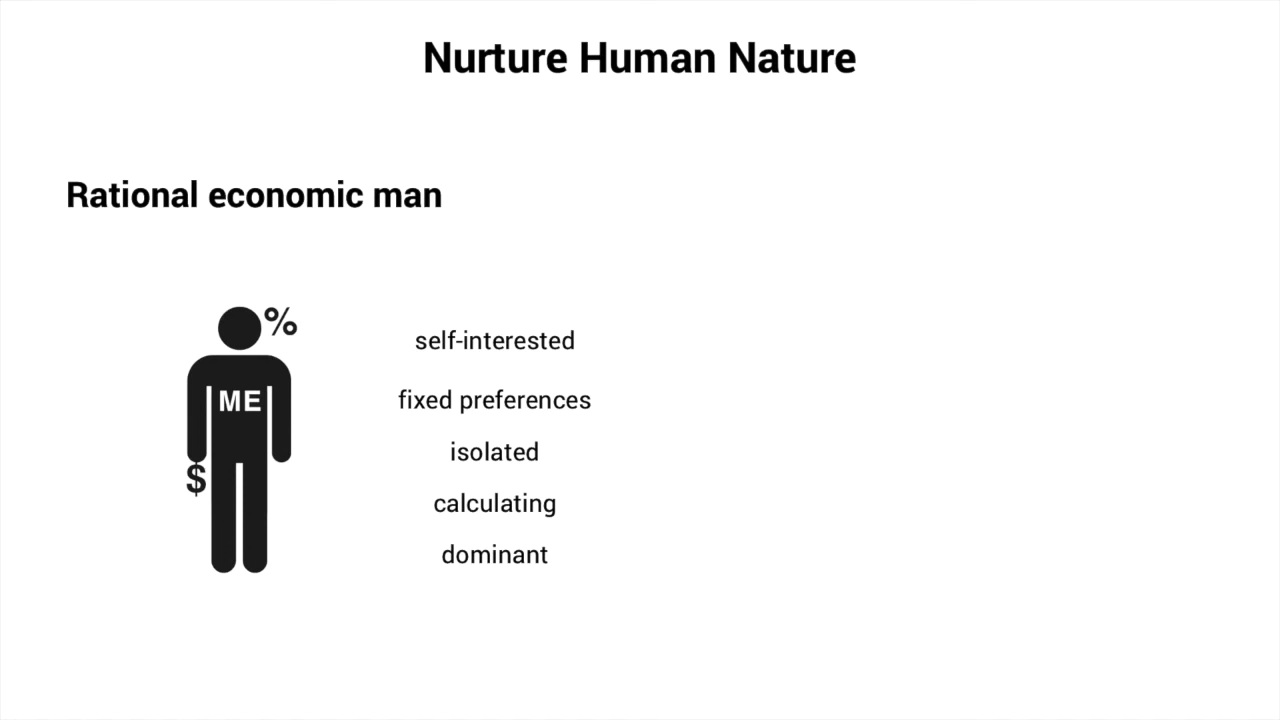 Nurture Human Nature
Rational economic man
%
ME
$
self-interested
fixed preferences
isolated
calculating
dominant